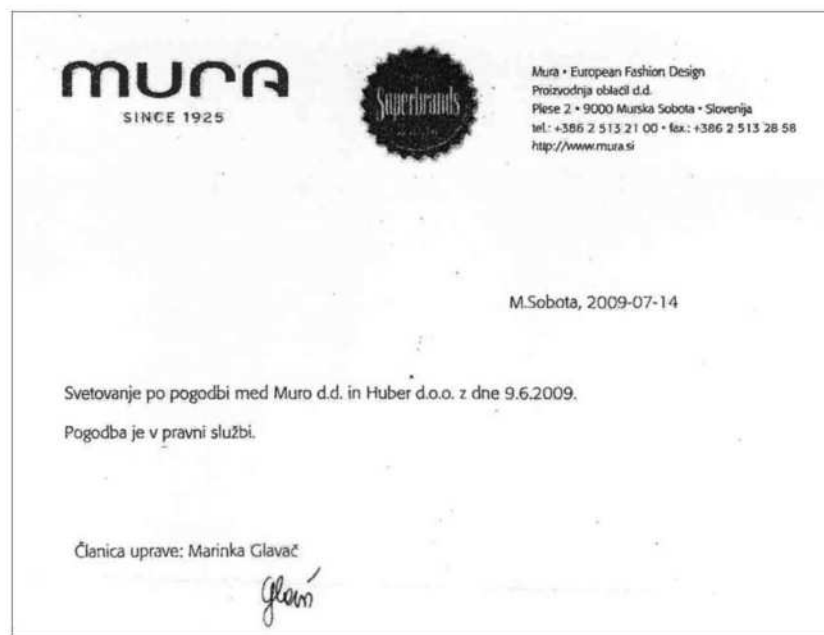 mura
SINCE 1925
Superbrands
Mura • European Fashion Design
Proizvodnja oblačil d.d.
Plese 2 • 9000 Murska Sobota • Slovenija
tel.: +386 2 513 21 00 • fax.: +386 2 513 28 58
http://www.mura.si
M.Sobota, 2009-07-14
Svetovanje po pogodbi med Muro d.d. in Huber d.o.o. z dne 9.6.2009.
Pogodba je v pravni službi.
Članica uprave: Marinka Glavač